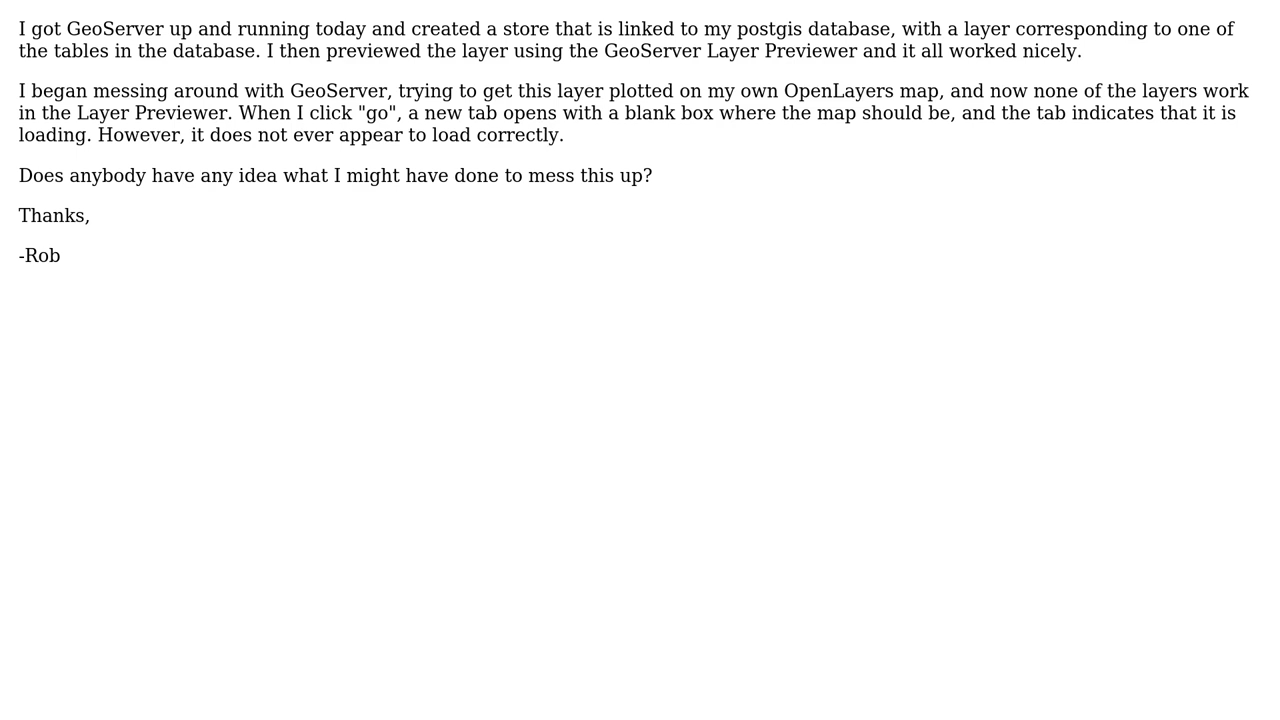 I got GeoServer up and running today and created a store that is linked to my postgis database, with a layer corresponding to one of
the tables in the database. I then previewed the layer using the GeoServer Layer Previewer and it all worked nicely.
I began messing around with GeoServer, trying to get this layer plotted on my own OpenLayers map, and now none of the layers work
in the Layer Previewer. When I click "go", a new tab opens with a blank box where the map should be, and the tab indicates that it is
loading. However, it does not ever appear to load correctly.
Does anybody have any idea what I might have done to mess this up?
Thanks,
-Rob